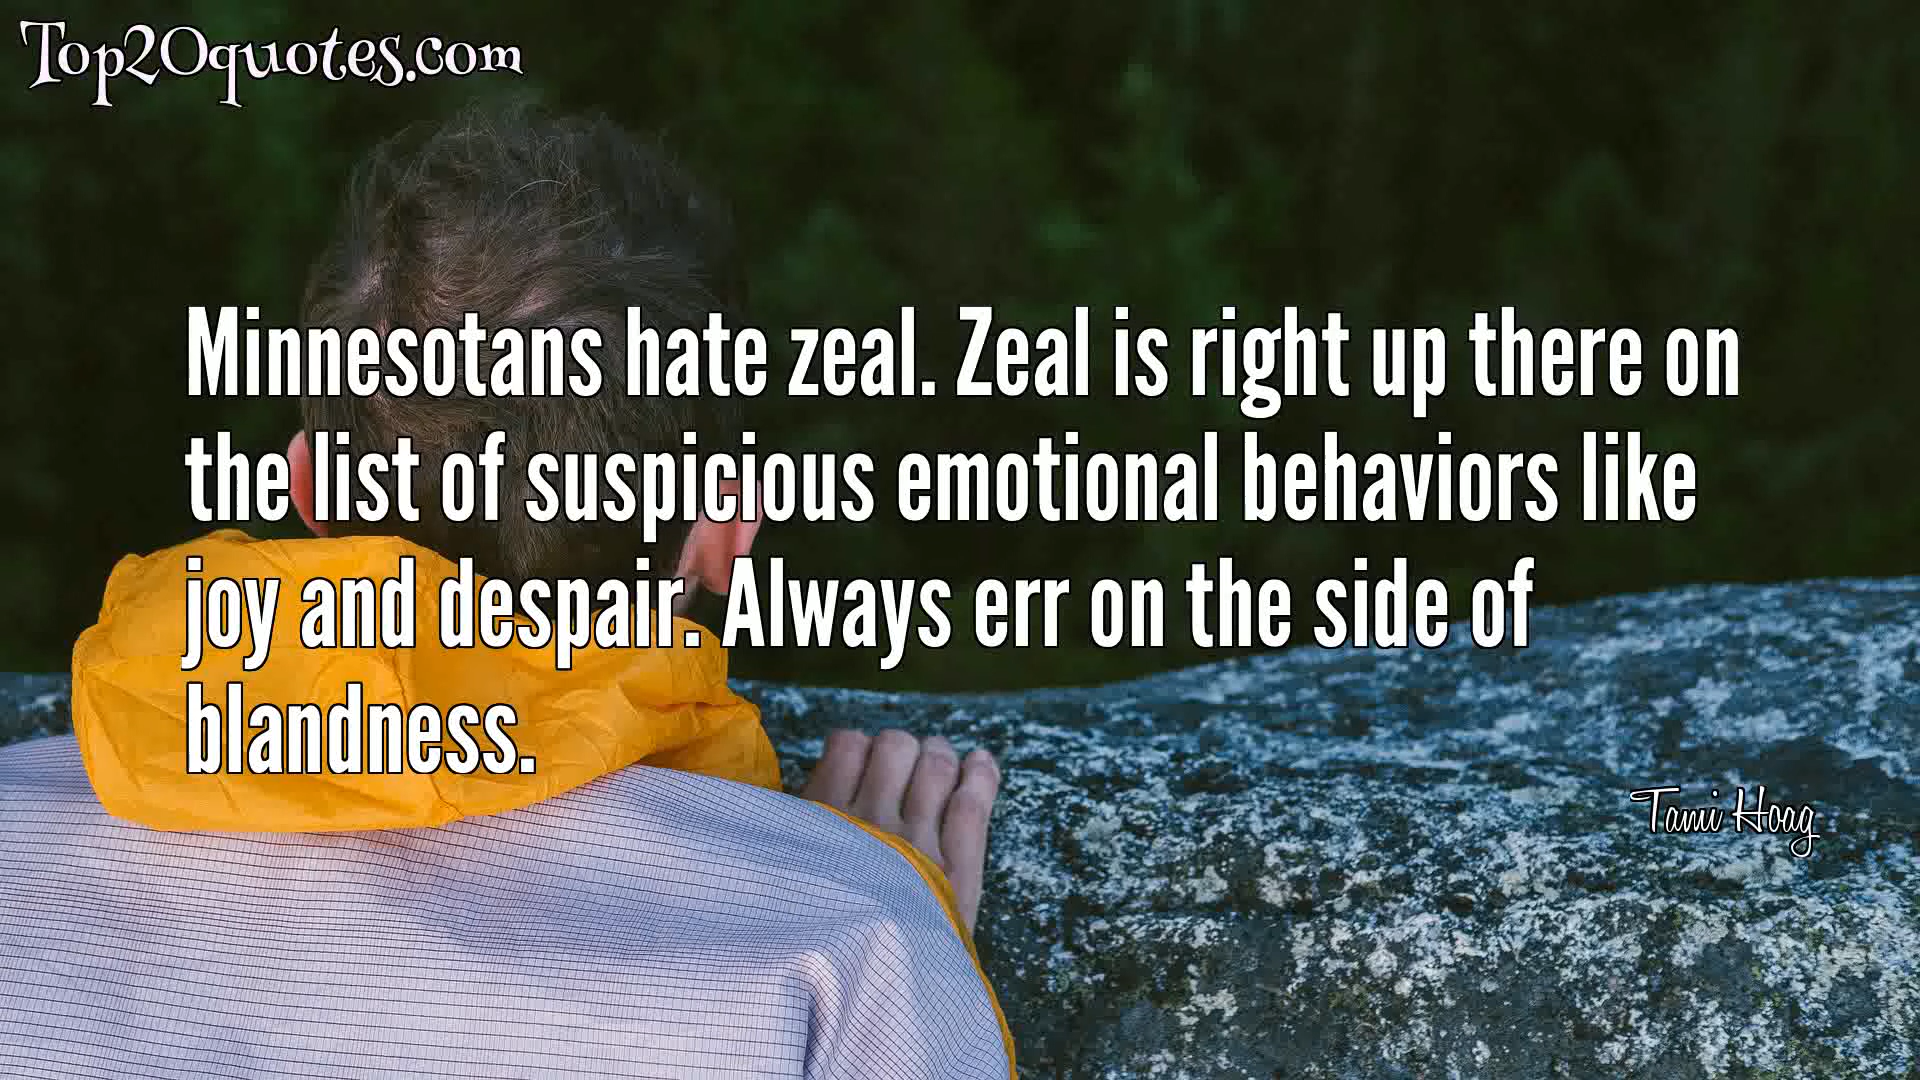 Top20quotes.com
Minnesotans hate zeal. Zeal is right up there on
the list of suspicious emotional behaviors like
joy and despair. Always err on the side of
blandness.
Tami Hoag